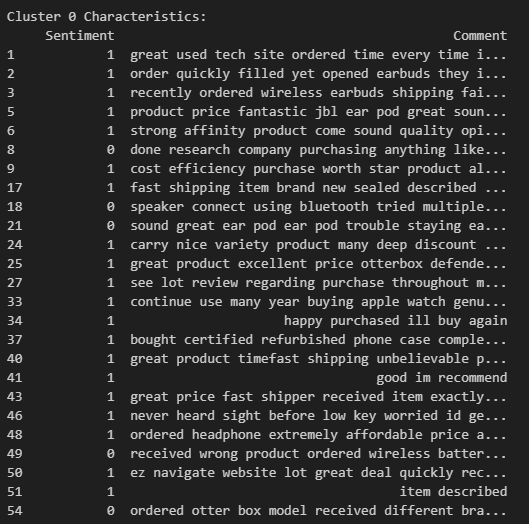 Cluster 0 Characteristics:
Sentiment Comment
1 1 great used tech site ordered time every time i...
2 1 order quickly filled yet opened earbuds they i...
3 1 recently ordered wireless earbuds shipping fai...
5 1 product price fantastic jbl ear pod great soun...
6 1 strong affinity product come sound quality opi...
8 0 done research company purchasing anything like...
9 1 cost efficiency purchase worth star product al...
17 1 fast shipping item brand new sealed described ...
18 0 speaker connect using bluetooth tried multiple...
21 0 sound great ear pod ear pod trouble staying ea...
24 1 carry nice variety product many deep discount ...
25 1 great product excellent price otterbox defende...
27 1 see lot review regarding purchase throughout m...
33 1 continue use many year buying apple watch genu...
34 1 happy purchased ill buy again
37 1 bought certified refurbished phone case comple...
40 1 great product timefast shipping unbelievable p...
41 1 good im recommend
43 1 great price fast shipper received item exactly...
46 1 never heard sight before low key worried id ge...
48 1 ordered headphone extremely affordable price a...
49 0 received wrong product ordered wireless batter...
50 1 ez navigate website lot great deal quickly rec...
51 1 item described
54 0 ordered otter box model received different bra...